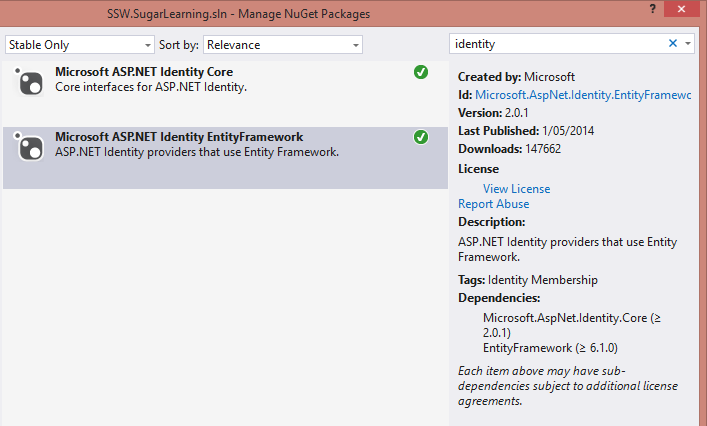 SSW.SugarLearning.sln - Manage NuGet Packages
?
Stable Only
Sort by: Relevance
identity
Microsoft ASP.NET Identity Core
Core interfaces for ASP.NET Identity.
Microsoft ASP.NET Identity EntityFramework
ASP.NET Identity providers that use Entity Framework.
Created by: Microsoft
Id: Microsoft.AspNet.Identity.EntityFramewc
Version: 2.0.1
Last Published: 1/05/2014
Downloads: 147662
License
View License
Report Abuse
Description:
ASP.NET Identity providers that use Entity
Framework.
Tags: Identity Membership
Dependencies:
Microsoft.AspNet.Identity.Core (≥
2.0.1)
EntityFramework (≥ 6.1.0)
Each item above may have sub-
dependencies subject to additional license
agreements.